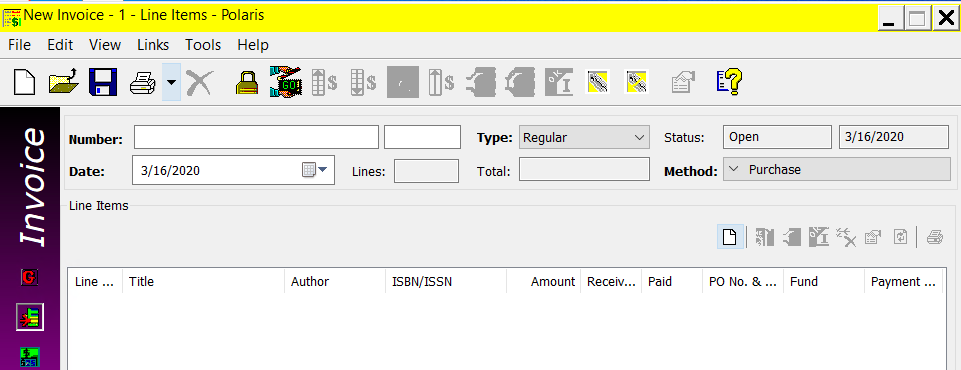 New Invoice - 1 - Line Items - Polaris
File Edit View Links Tools Help
Invoice
Number: Type: Regular Status: Open 3/16/2020
Date: 3/16/2020 Lines: Total: Method: Purchase
Line Items
Line ... Title Author ISBN/ISSN Amount Receiv... Paid PO No. & ... Fund Payment ...